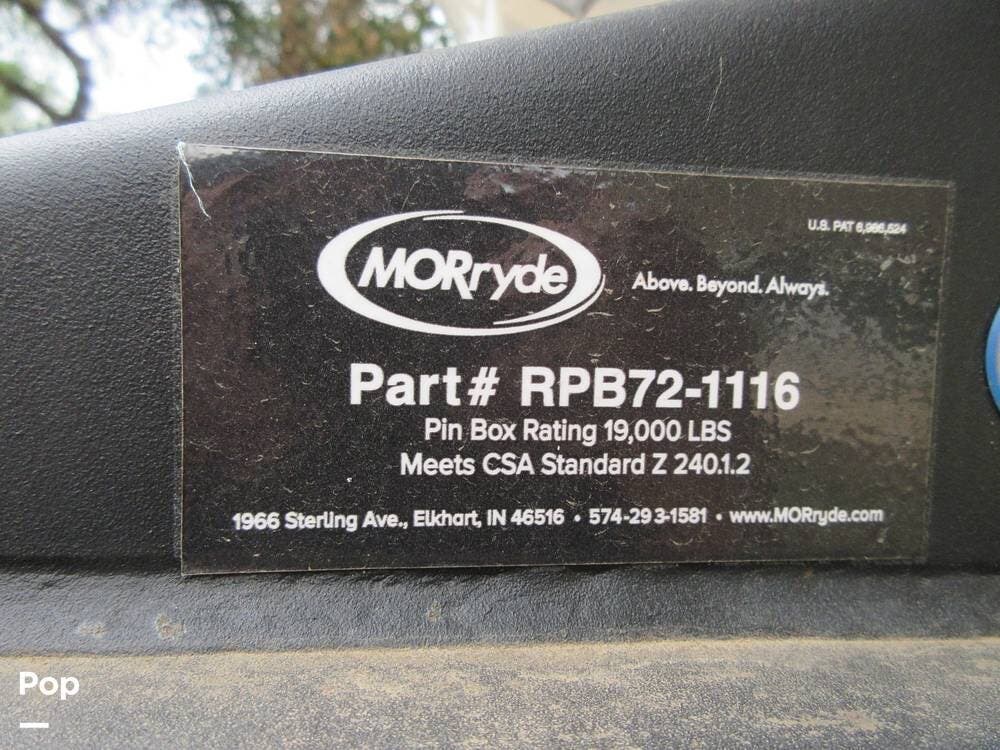 U.S. PAT 6,986,524
MORryde
Above. Beyond. Always.
Part# RPB72-1116
Pin Box Rating 19,000 LBS
Meets CSA Standard Z 240.1.2
1966 Sterling Ave., Elkhart, IN 46516 • 574-293-1581 • www.MORryde.com
Pop